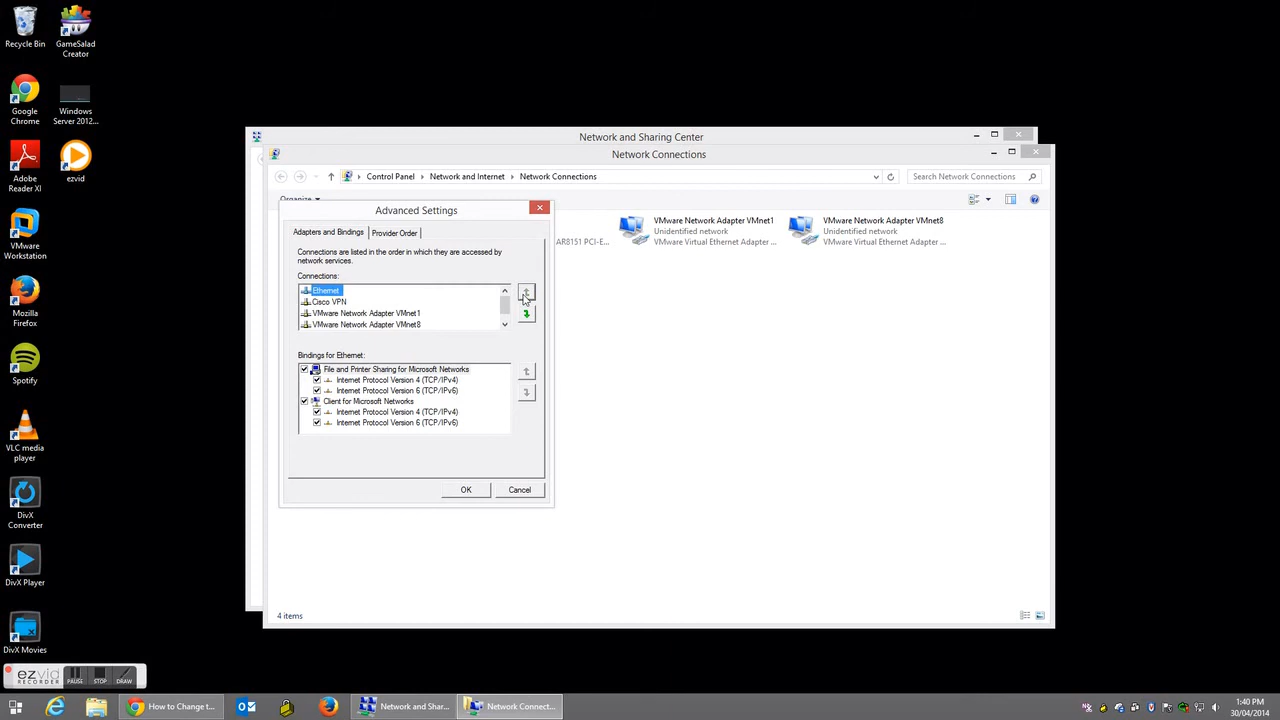 Recycle Bin
GameSalad
Creator
Google
Chrome
Windows
Server 2012...
Adobe
Reader XI
ezvid
VMware
Workstation
Mozilla
Firefox
Spotify
VLC media
player
DivX
Converter
DivX Player
DivX Movies
ezvid
RECORDER
PAUSE
STOP
DRAW
Network and Sharing Center
Network Connections
Control Panel
Network and Internet
Network Connections
Search Network Connections
Organize
AR8151 PCI-E...
VMware Network Adapter VMnet1
Unidentified network
VMware Virtual Ethernet Adapter ...
VMware Network Adapter VMnet8
Unidentified network
VMware Virtual Ethernet Adapter ...
Advanced Settings
Adapters and Bindings
Provider Order
Connections are listed in the order in which they are accessed by
network services.
Connections:
Ethernet
Cisco VPN
VMware Network Adapter VMnet1
VMware Network Adapter VMnet8
Bindings for Ethernet:
File and Printer Sharing for Microsoft Networks
Internet Protocol Version 4 (TCP/IPv4)
Internet Protocol Version 6 (TCP/IPv6)
Client for Microsoft Networks
Internet Protocol Version 4 (TCP/IPv4)
Internet Protocol Version 6 (TCP/IPv6)
OK
Cancel
4 items
How to Change t...
Network and Shar...
Network Connect...
1:40 PM
30/04/2014